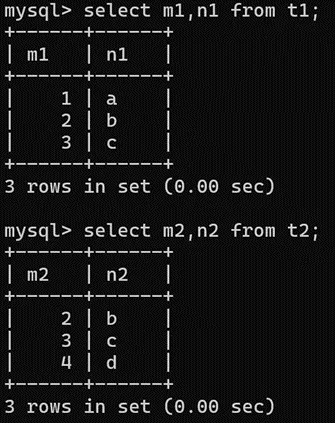 mysql> select m1,n1 from t1;
+------+------+
| m1   | n1   |
+------+------+
|    1 | a    |
|    2 | b    |
|    3 | c    |
+------+------+
3 rows in set (0.00 sec)

mysql> select m2,n2 from t2;
+------+------+
| m2   | n2   |
+------+------+
|    2 | b    |
|    3 | c    |
|    4 | d    |
+------+------+
3 rows in set (0.00 sec)